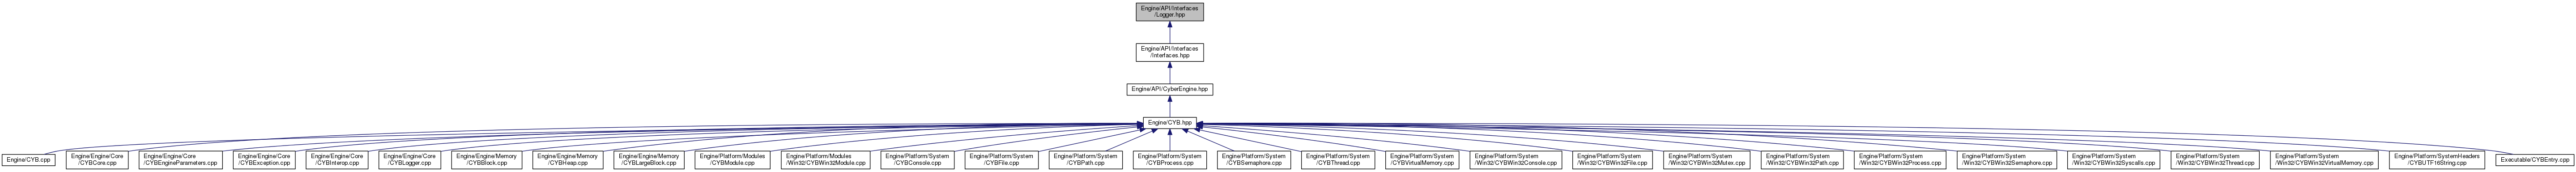 Engine/API/Interfaces
/Logger.hpp
Engine/API/Interfaces
/Interfaces.hpp
Engine/API/CyberEngine.hpp
Engine/CYB.hpp
Engine/CYB.cpp
Engine/Engine/Core
/CYBCore.cpp
Engine/Engine/Core
/CYBEngineParameters.cpp
Engine/Engine/Core
/CYBException.cpp
Engine/Engine/Core
/CYBInterop.cpp
Engine/Engine/Core
/CYBLogger.cpp
Engine/Engine/Memory
/CYBBlock.cpp
Engine/Engine/Memory
/CYBHeap.cpp
Engine/Engine/Memory
/CYBLargeBlock.cpp
Engine/Platform/Modules
/CYBModule.cpp
Engine/Platform/Modules
/Win32/CYBWin32Module.cpp
Engine/Platform/System
/CYBConsole.cpp
Engine/Platform/System
/CYBFile.cpp
Engine/Platform/System
/CYBPath.cpp
Engine/Platform/System
/CYBProcess.cpp
Engine/Platform/System
/CYBSemaphore.cpp
Engine/Platform/System
/CYBThread.cpp
Engine/Platform/System
/CYBVirtualMemory.cpp
Engine/Platform/System
/Win32/CYBWin32Console.cpp
Engine/Platform/System
/Win32/CYBWin32File.cpp
Engine/Platform/System
/Win32/CYBWin32Mutex.cpp
Engine/Platform/System
/Win32/CYBWin32Path.cpp
Engine/Platform/System
/Win32/CYBWin32Process.cpp
Engine/Platform/System
/Win32/CYBWin32Semaphore.cpp
Engine/Platform/System
/Win32/CYBWin32Syscalls.cpp
Engine/Platform/System
/Win32/CYBWin32Thread.cpp
Engine/Platform/System
/Win32/CYBWin32VirtualMemory.cpp
Engine/Platform/SystemHeaders
/CYBUTF16String.cpp
Executable/CYBEntry.cpp